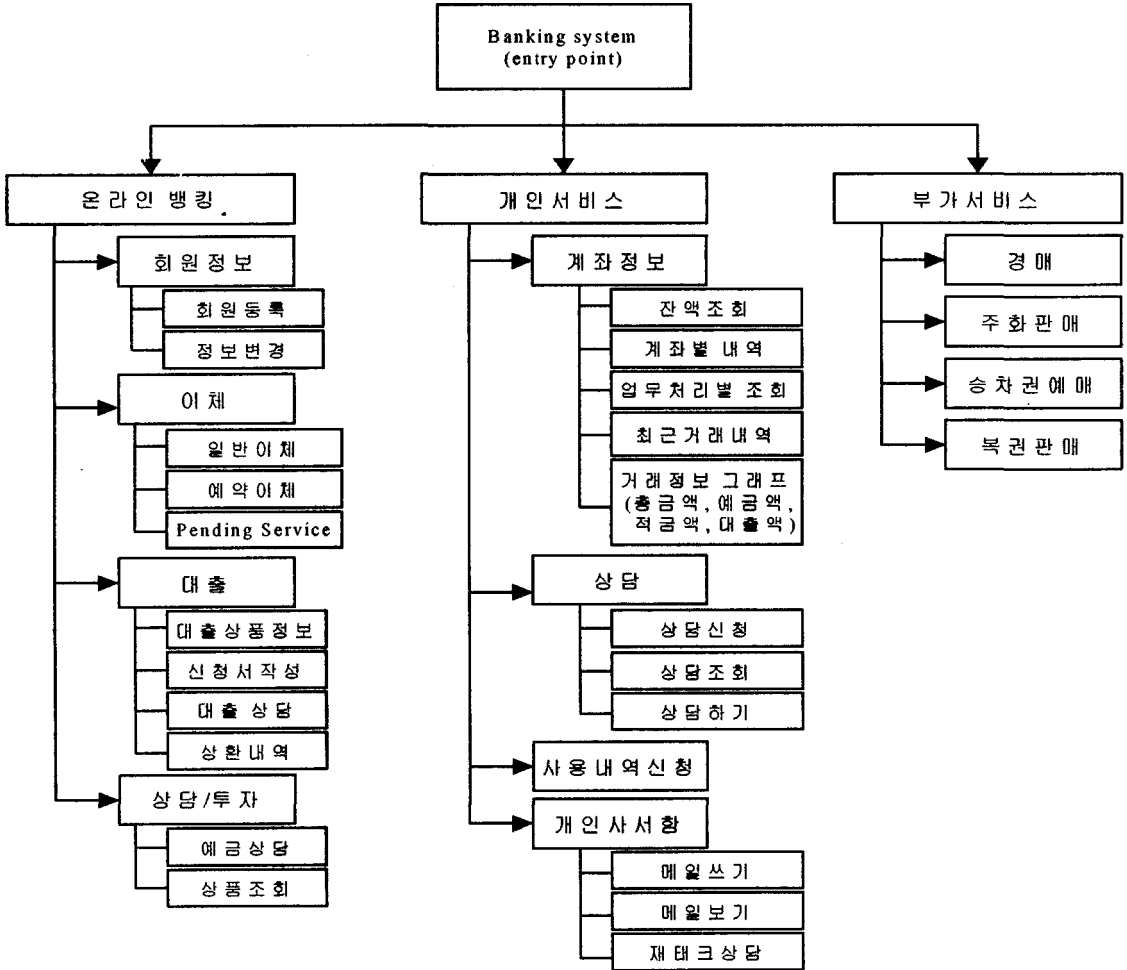 Banking system
(entry point)
온라인 뱅킹
회원정보
회원등록
정보변경
이체
일반이체
예약이체
Pending Service
대출
대출상품정보
신청서작성
대출 상담
상환내역
상담/투자
예금상담
상품조회
개인서비스
계좌정보
잔액조회
계좌별 내역
업무처리별 조회
최근거래내역
거래정보 그래프
(총금액, 예금액,
적금액, 대출액)
상담
상담신청
상담조회
상담하기
사용내역신청
개인사서함
메일쓰기
메일보기
재태크상담
부가서비스
경매
주화판매
승차권예매
복권판매